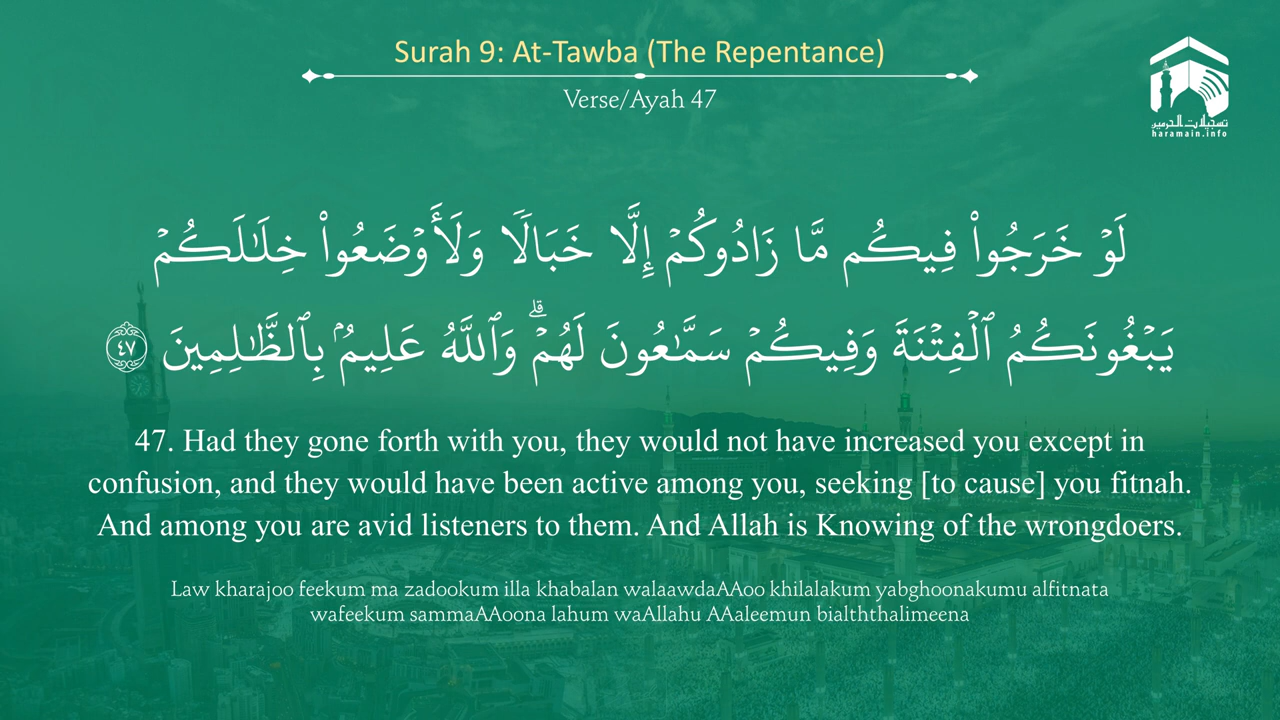 Surah 9: At-Tawba (The Repentance)
Verse/Ayah 47
تسجيلات الحرمين
haramain.info
لَوۡ خَرَجُواْ فِيكُم مَّا زَادُوكُمۡ إِلَّا خَبَالٗا وَلَأَوۡضَعُواْ خِلَٰلَكُمۡ
يَبۡغُونَكُمُ ٱلۡفِتۡنَةَ وَفِيكُمۡ سَمَّٰعُونَ لَهُمۡۗ وَٱللَّهُ عَلِيمُۢ بِٱلظَّٰلِمِينَ ٤٧
47. Had they gone forth with you, they would not have increased you except in
confusion, and they would have been active among you, seeking [to cause] you fitnah.
And among you are avid listeners to them. And Allah is Knowing of the wrongdoers.
Law kharajoo feekum ma zadookum illa khabalan walaawdaAAoo khilalakum yabghoonakumu alfitnata
wafeekum sammaAAoona lahum waAllahu AAaleemun bialththalimeena